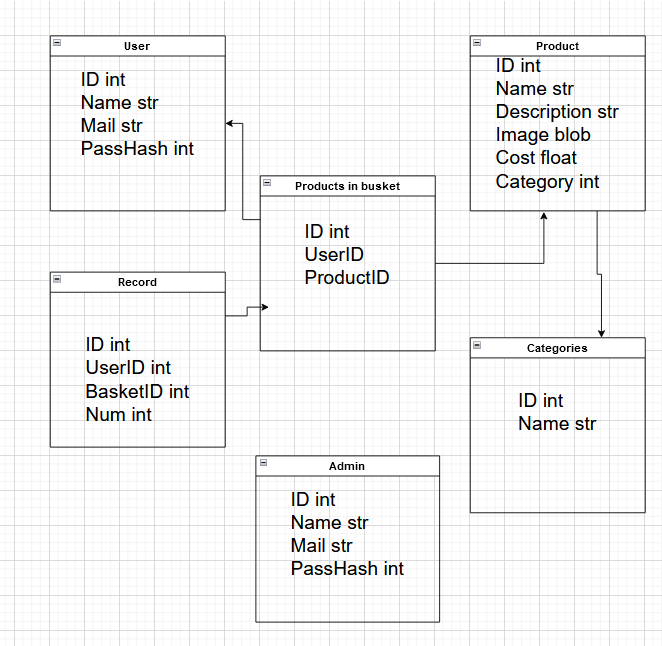 User
ID int
Name str
Mail str
PassHash int
Product
ID int
Name str
Description str
Image blob
Cost float
Category int
Products in busket
ID int
UserID
ProductID
Record
ID int
UserID int
BasketID int
Num int
Categories
ID int
Name str
Admin
ID int
Name str
Mail str
PassHash int